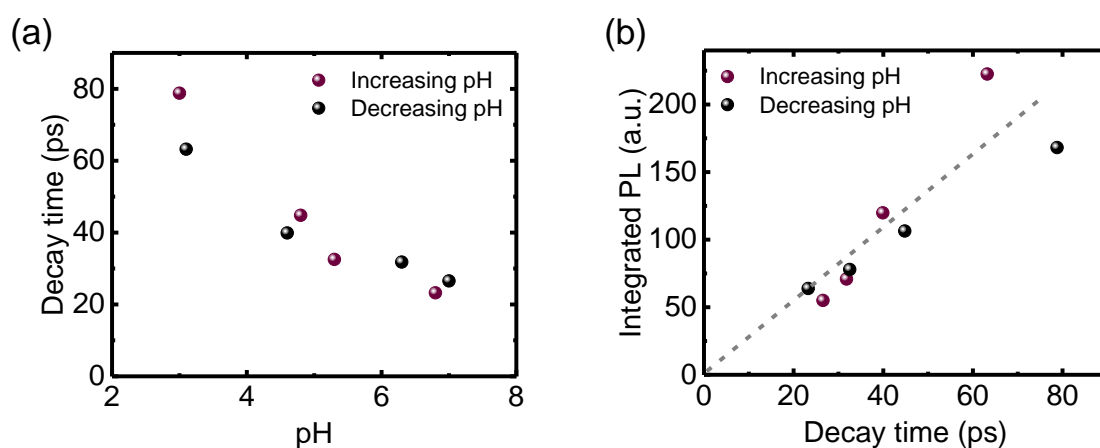 (a)
Increasing pH
Decreasing pH
Decay time (ps)
80
60
40
20
0
2
4
6
8
pH
(b)
Increasing pH
Decreasing pH
Integrated PL (a.u.)
200
150
100
50
0
0
20
40
60
80
Decay time (ps)